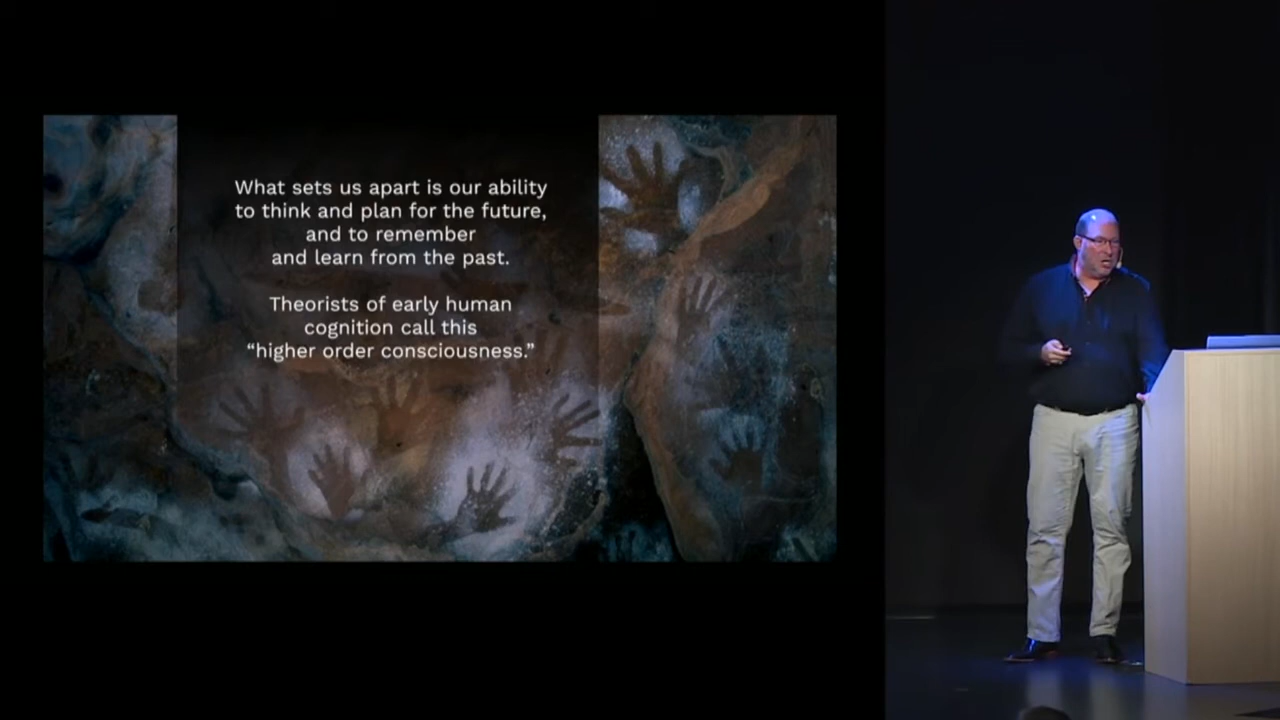 What sets us apart is our ability
to think and plan for the future,
and to remember
and learn from the past.
Theorists of early human
cognition call this
“higher order consciousness.”